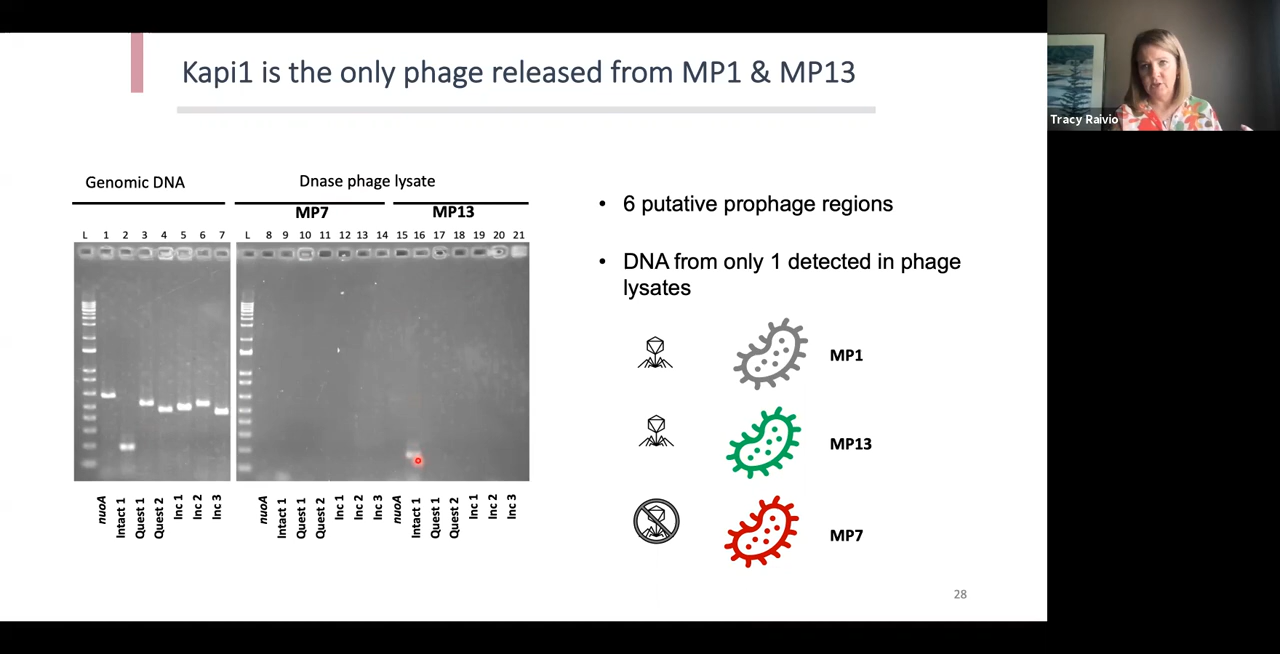 Kapi1 is the only phage released from MP1 & MP13
Tracy Raivio
Genomic DNA
Dnase phage lysate
MP7
MP13
L 1 2 3 4 5 6 7
L 8 9 10 11 12 13 14 15 16 17 18 19 20 21
nuoA Intact 1 Quest 1 Quest 2 Inc 1 Inc 2 Inc 3
nuoA Intact 1 Quest 1 Quest 2 Inc 1 Inc 2 Inc 3 nuoA Intact 1 Quest 1 Quest 2 Inc 1 Inc 2 Inc 3
• 6 putative prophage regions
• DNA from only 1 detected in phage
lysates
MP1
MP13
MP7
28